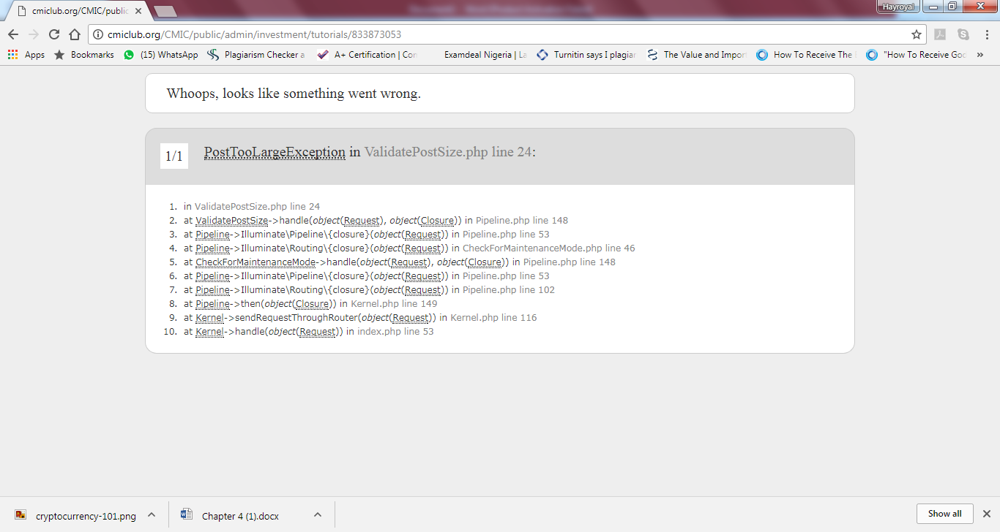 cmiclub.org/CMIC/public
Hayroyal
cmiclub.org/CMIC/public/admin/investment/tutorials/833873053
Apps Bookmarks (15) WhatsApp Plagiarism Checker a A+ Certification | Con Examdeal Nigeria | La Turnitin says I plagiar The Value and Impor How To Receive The "How To Receive Goo »
Whoops, looks like something went wrong.
1/1 PostTooLargeException in ValidatePostSize.php line 24:
1. in ValidatePostSize.php line 24
2. at ValidatePostSize->handle(object(Request), object(Closure)) in Pipeline.php line 148
3. at Pipeline->Illuminate\Pipeline\{closure}(object(Request)) in Pipeline.php line 53
4. at Pipeline->Illuminate\Routing\{closure}(object(Request)) in CheckForMaintenanceMode.php line 46
5. at CheckForMaintenanceMode->handle(object(Request), object(Closure)) in Pipeline.php line 148
6. at Pipeline->Illuminate\Pipeline\{closure}(object(Request)) in Pipeline.php line 53
7. at Pipeline->Illuminate\Routing\{closure}(object(Request)) in Pipeline.php line 102
8. at Pipeline->then(object(Closure)) in Kernel.php line 149
9. at Kernel->sendRequestThroughRouter(object(Request)) in Kernel.php line 116
10. at Kernel->handle(object(Request)) in index.php line 53
cryptocurrency-101.png Chapter 4 (1).docx Show all